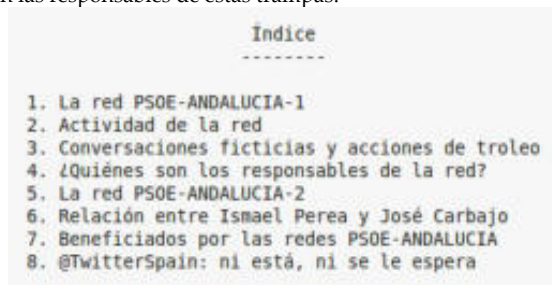 las responsables de estas trampas.
Índice
--------
1. La red PSOE-ANDALUCIA-1
2. Actividad de la red
3. Conversaciones ficticias y acciones de troleo
4. ¿Quiénes son los responsables de la red?
5. La red PSOE-ANDALUCIA-2
6. Relación entre Ismael Perea y José Carbajo
7. Beneficiados por las redes PSOE-ANDALUCIA
8. @TwitterSpain: ni está, ni se le espera